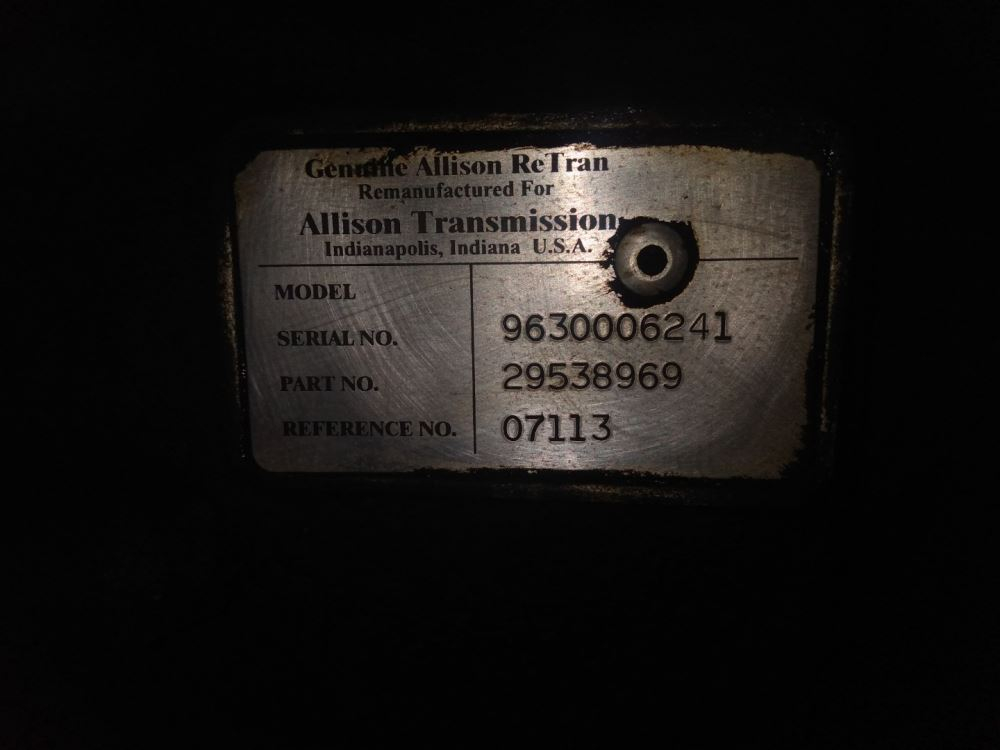 Genuine Allison ReTran
Remanufactured For
Allison Transmission
Indianapolis, Indiana U.S.A.
MODEL
SERIAL NO. 9630006241
PART NO. 29538969
REFERENCE NO. 07113